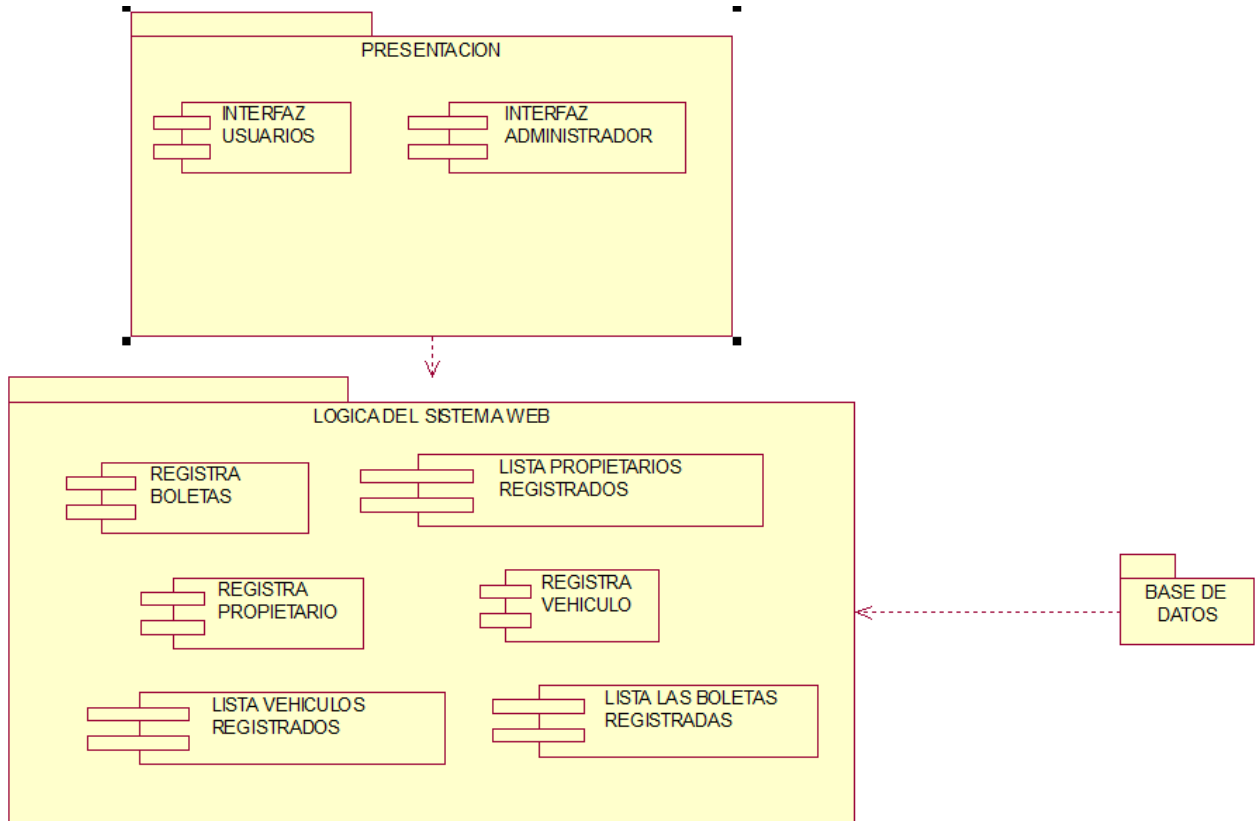 PRESENTACION
INTERFAZ
USUARIOS
INTERFAZ
ADMINISTRADOR
LOGICA DEL SISTEMA WEB
REGISTRA
BOLETAS
LISTA PROPIETARIOS
REGISTRADOS
REGISTRA
PROPIETARIO
REGISTRA
VEHICULO
LISTA VEHICULOS
REGISTRADOS
LISTA LAS BOLETAS
REGISTRADAS
BASE DE
DATOS